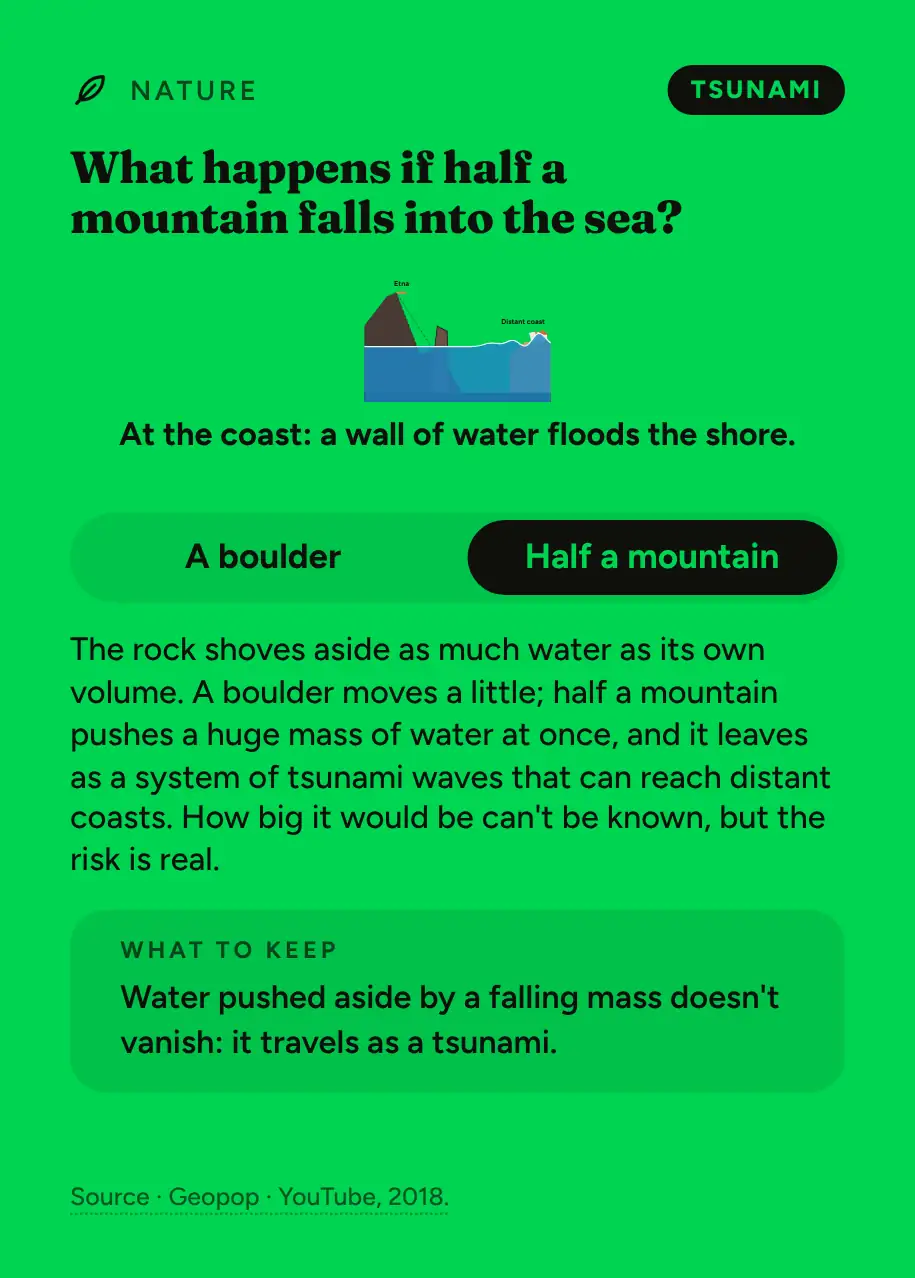 NATURE
TSUNAMI
What happens if half a
mountain falls into the sea?
Etna
Distant coast
At the coast: a wall of water floods the shore.
A boulder
Half a mountain
The rock shoves aside as much water as its own
volume. A boulder moves a little; half a mountain
pushes a huge mass of water at once, and it leaves
as a system of tsunami waves that can reach distant
coasts. How big it would be can't be known, but the
risk is real.
WHAT TO KEEP
Water pushed aside by a falling mass doesn't
vanish: it travels as a tsunami.
Source · Geopop · YouTube, 2018.